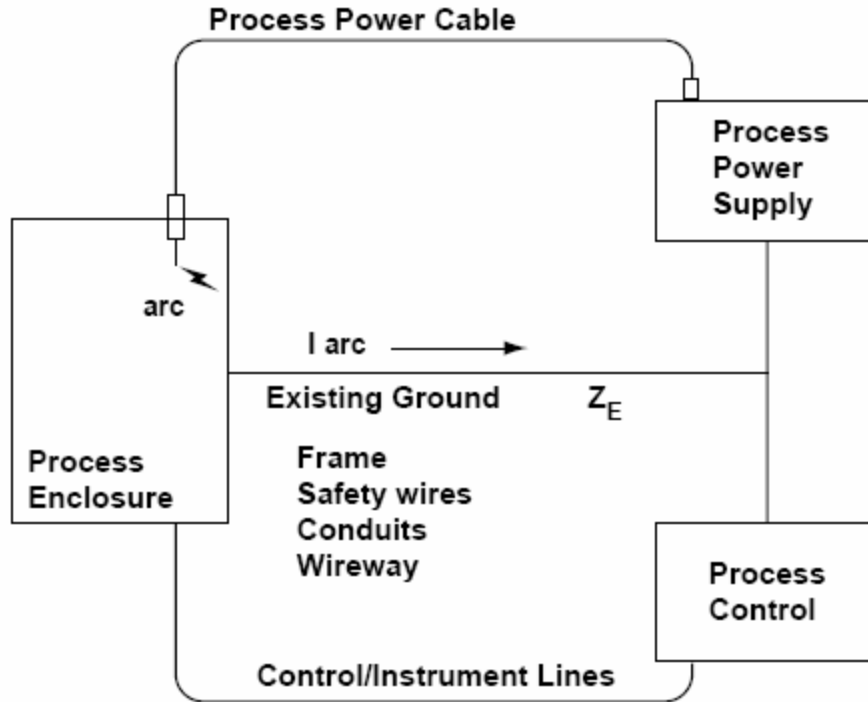 Process Power Cable
Process
Power
Supply
arc
I arc
Existing Ground Z_E
Process
Enclosure
Frame
Safety wires
Conduits
Wireway
Process
Control
Control/Instrument Lines